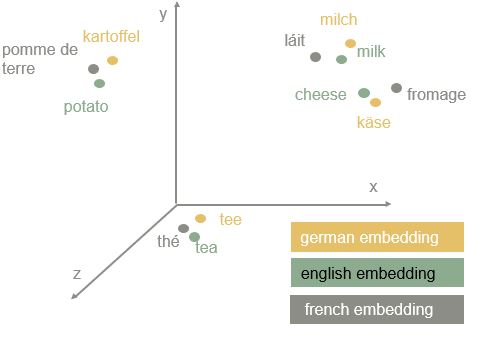 y
milch
kartoffel
láit
milk
pomme de
terre
cheese
fromage
potato
käse
x
tee
thé
tea
z
german embedding
english embedding
french embedding